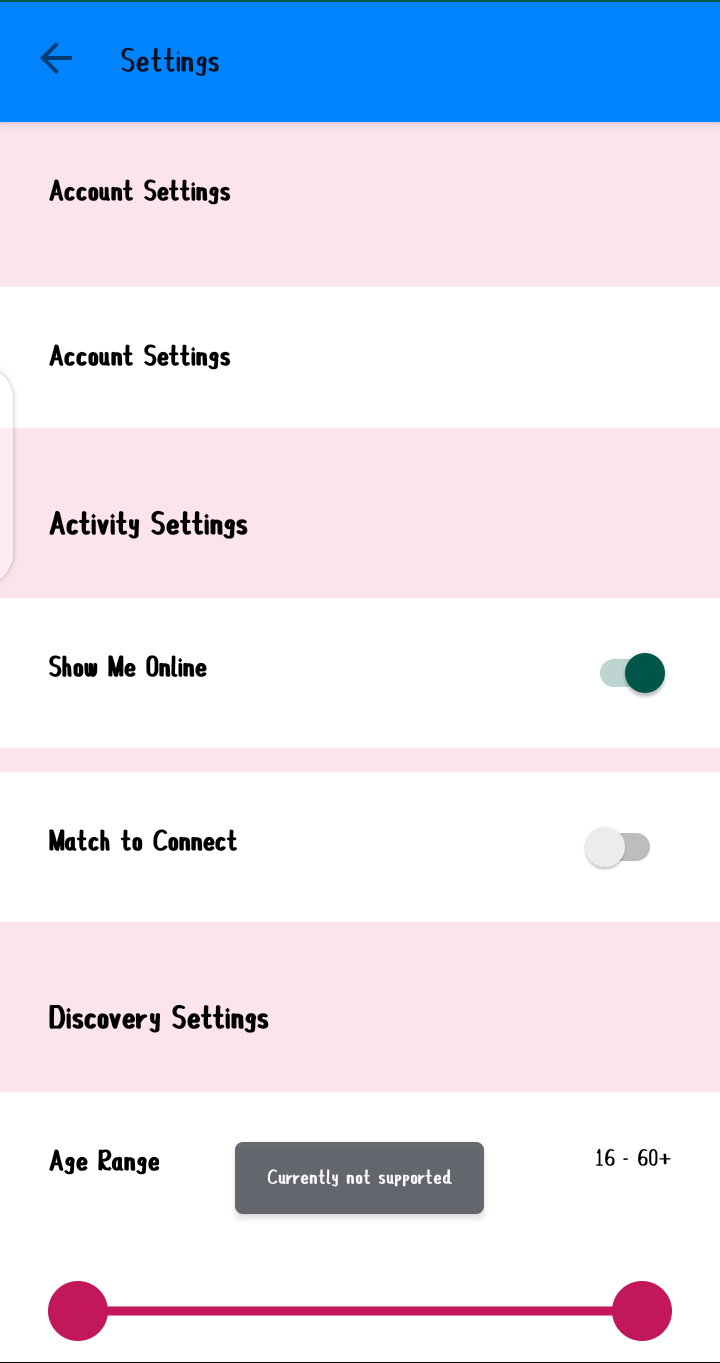 Settings
Account Settings
Account Settings
Activity Settings
Show Me Online
Match to Connect
Discovery Settings
Age Range
16 - 60+
Currently not supported